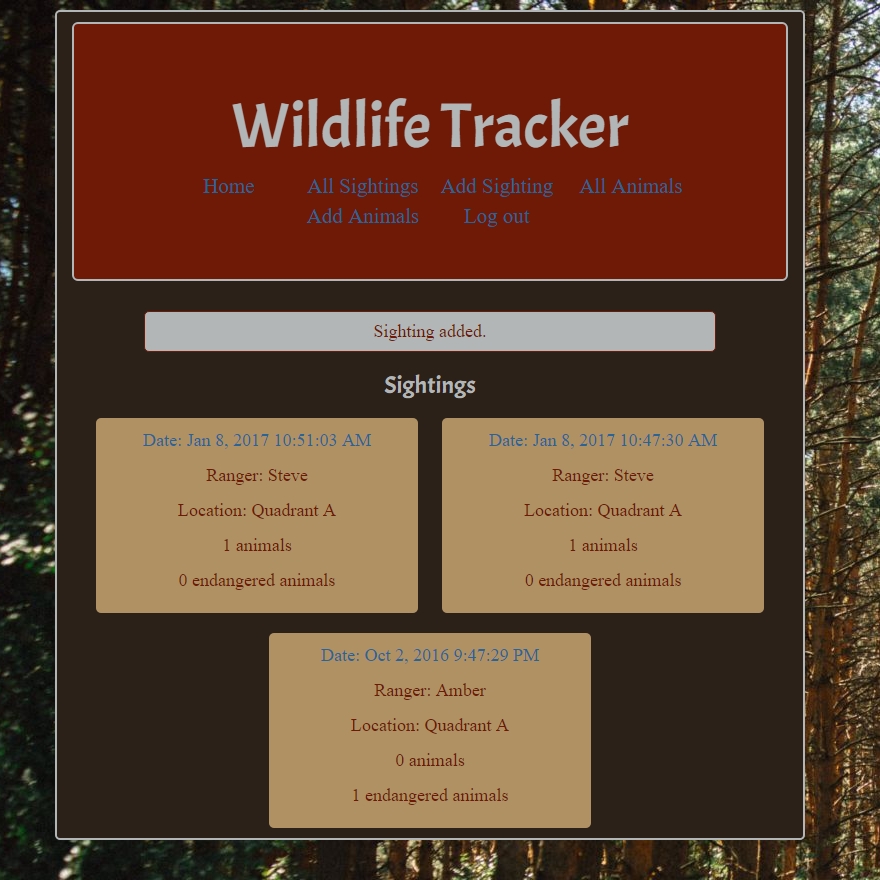 Wildlife Tracker
Home All Sightings Add Sighting All Animals
Add Animals Log out
Sighting added.
Sightings
Date: Jan 8, 2017 10:51:03 AM
Ranger: Steve
Location: Quadrant A
1 animals
0 endangered animals
Date: Jan 8, 2017 10:47:30 AM
Ranger: Steve
Location: Quadrant A
1 animals
0 endangered animals
Date: Oct 2, 2016 9:47:29 PM
Ranger: Amber
Location: Quadrant A
0 animals
1 endangered animals